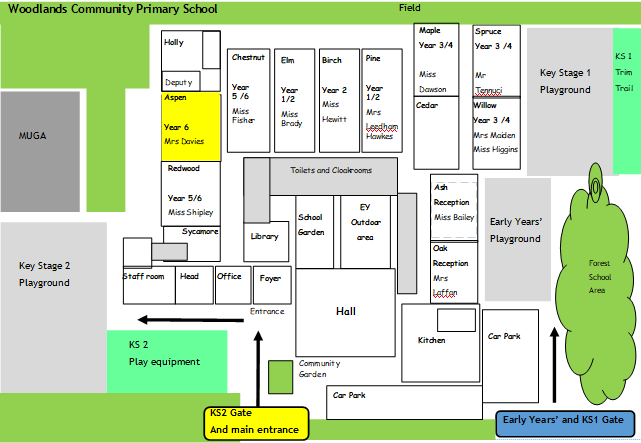 Woodlands Community Primary School
Field
Holly
Deputy
Aspen
Year 6
Mrs Davies
Redwood
Year 5/6
Miss Shipley
Sycamore
Chestnut
Year
5 /6
Miss
Fisher
Elm
Year
1/2
Miss
Brady
Birch
Year 2
Miss
Hewitt
Pine
Year
1/2
Mrs
Leedham
Hawkes
Maple
Year 3/4
Miss
Dawson
Cedar
Spruce
Year 3 /4
Mr
Tennuci
Willow
Year 3 /4
Mrs Maiden
Miss Higgins
Key Stage 1
Playground
KS 1
Trim
Trail
MUGA
Toilets and Cloakrooms
School
Garden
EY
Outdoor
area
Library
Ash
Reception
Miss Bailey
Oak
Reception
Mrs
Laffan
Early Years'
Playground
Forest
School
Area
Key Stage 2
Playground
Staff room
Head
Office
Foyer
Entrance
Hall
Kitchen
Car Park
KS 2
Play equipment
Community
Garden
Car Park
KS2 Gate
And main entrance
Early Years' and KS1 Gate